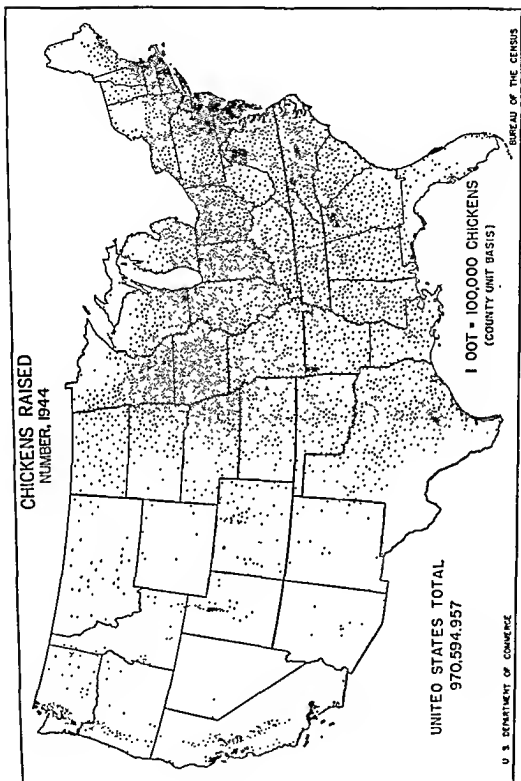 CHICKENS RAISED
NUMBER, 1944
UNITED STATES TOTAL
970,594,957
1 DOT = 100,000 CHICKENS
(COUNTY UNIT BASIS)
U. S. DEPARTMENT OF COMMERCE
BUREAU OF THE CENSUS